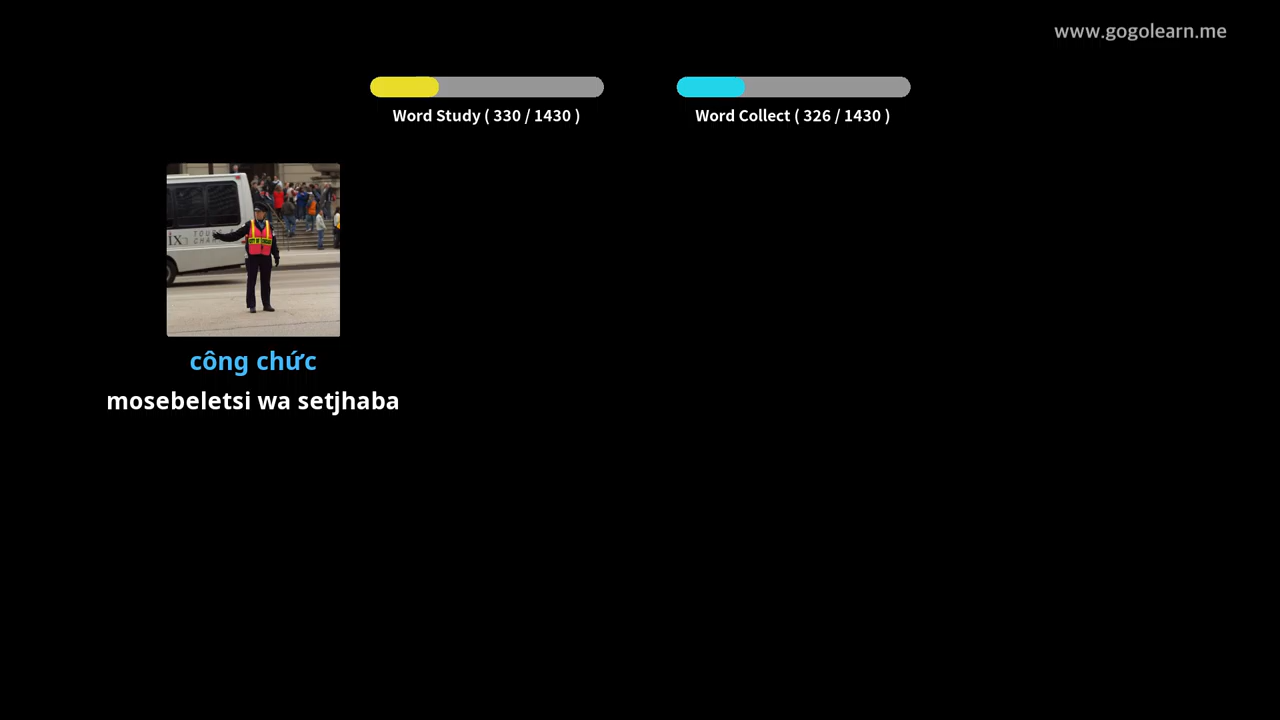 www.gogolearn.me
Word Study ( 330 / 1430 )
Word Collect ( 326 / 1430 )
công chức
mosebeletsi wa setjhaba